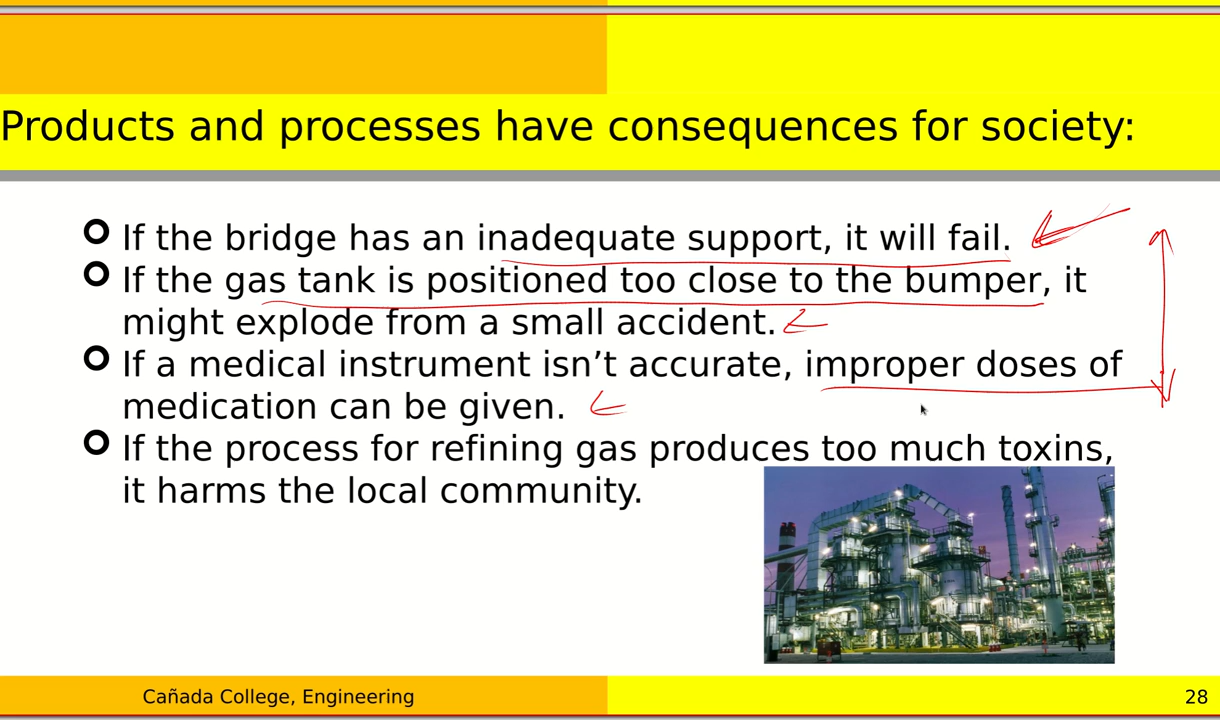 Products and processes have consequences for society:
If the bridge has an inadequate support, it will fail.
If the gas tank is positioned too close to the bumper, it
might explode from a small accident.
If a medical instrument isn’t accurate, improper doses of
medication can be given.
If the process for refining gas produces too much toxins,
it harms the local community.
Cañada College, Engineering
28